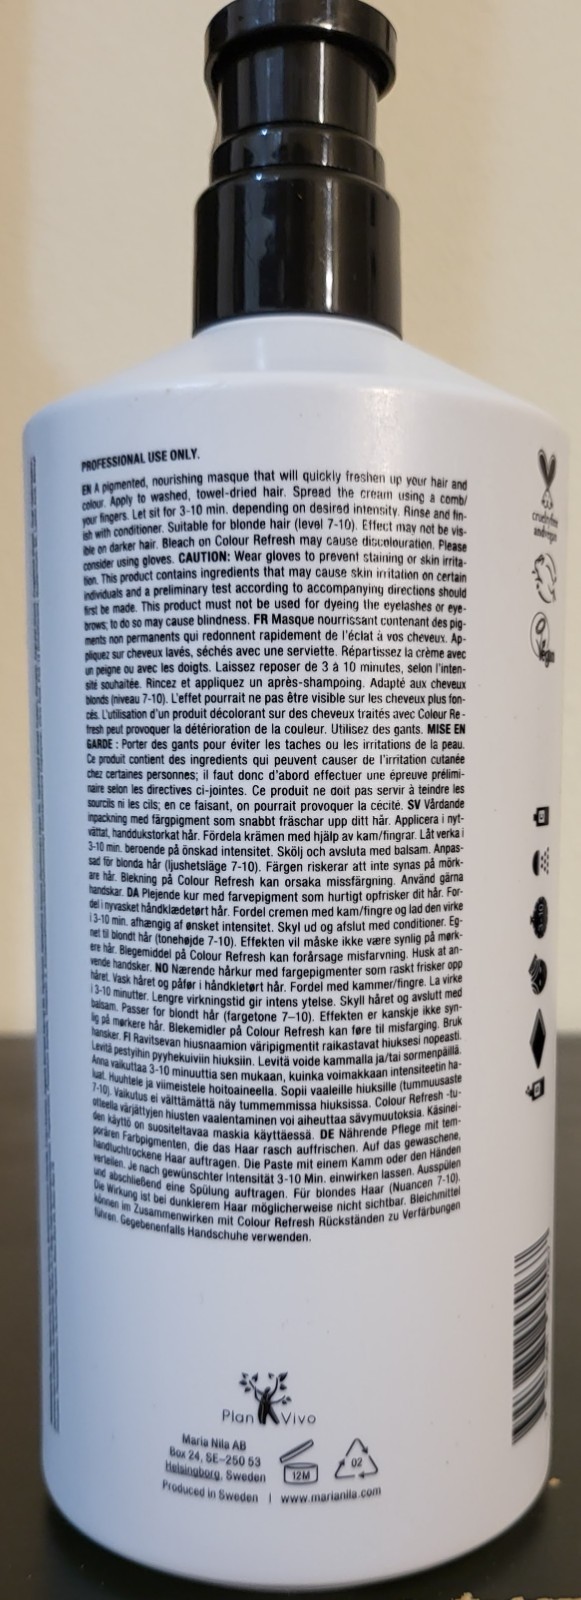 PROFESSIONAL USE ONLY.
EN A pigmented, nourishing masque that will quickly freshen up your hair and
colour. Apply to washed, towel-dried hair. Spread the cream using a comb/
your fingers. Let sit for 3-10 min. depending on desired intensity. Rinse and fin-
ish with conditioner. Suitable for blonde hair (level 7-10). Effect may not be vis-
ible on darker hair. Bleach on Colour Refresh may cause discolouration. Please
consider using gloves. CAUTION: Wear gloves to prevent staining or skin irrita-
tion. This product contains ingredients that may cause skin irritation on certain
individuals and a preliminary test according to accompanying directions should
first be made. This product must not be used for dyeing the eyelashes or eye-
brows; to do so may cause blindness. FR Masque nourrissant contenant des pig-
ments non permanents qui redonnent rapidement de l'éclat à vos cheveux. Ap-
pliquez sur cheveux lavés, séchés avec une serviette. Répartissez la crème avec
un peigne ou avec les doigts. Laissez reposer de 3 à 10 minutes, selon l'inten-
sité souhaitée. Rincez et appliquez un après-shampoing. Adapté aux cheveux
blonds (niveau 7-10). L'effet pourrait ne pas être visible sur les cheveux plus fon-
cés. L'utilisation d'un produit décolorant sur des cheveux traités avec Colour Re-
fresh peut provoquer la détérioration de la couleur. Utilisez des gants. MISE EN
GARDE : Porter des gants pour éviter les taches ou les irritations de la peau.
Ce produit contient des ingredients qui peuvent causer de l'irritation cutanée
chez certaines personnes; il faut donc d'abord effectuer une épreuve prélimi-
naire selon les directives ci-jointes. Ce produit ne doit pas servir à teindre les
sourcils ni les cils; en ce faisant, on pourrait provoquer la cécité. SV Vårdande
inpackning med färgpigment som snabbt fräschar upp ditt hår. Applicera i nyt-
vättat, handdukstorkat hår. Fördela krämen med hjälp av kam/fingrar. Låt verka i
3-10 min. beroende på önskad intensitet. Skölj och avsluta med balsam. Anpas-
sad för blonda hår (ljushetsläge 7-10). Färgen riskerar att inte synas på mörk-
are hår. Blekning på Colour Refresh kan orsaka missfärgning. Använd gärna
handskar. DA Plejende kur med farvepigment som hurtigt opfrisker dit hår. For-
del i nyvasket håndklædetørt hår. Fordel cremen med kam/fingre og lad den virke
i 3-10 min. afhængig af ønsket intensitet. Skyl ud og afslut med conditioner. Eg-
net til blondt hår (tonehøjde 7-10). Effekten vil måske ikke være synlig på mørk-
ere hår. Blegemiddel på Colour Refresh kan forårsage misfarvning. Husk at an-
vende handsker. NO Nærende hårkur med fargepigmenter som raskt frisker opp
håret. Vask håret og påfør i håndkletørt hår. Fordel med kammer/fingre. La virke
i 3-10 minutter. Lengre virkningstid gir intens ytelse. Skyll håret og avslutt med
balsam. Passer for blondt hår (fargetone 7–10). Effekten er kanskje ikke syn-
lig på mørkere hår. Blekemidler på Colour Refresh kan føre til misfarging. Bruk
hansker. FI Ravitsevan hiusnaamion väripigmentit raikastavat hiuksesi nopeasti.
Levitä pestyihin pyyhekuiviin hiuksiin. Levitä voide kammalla ja/tai sormenpäillä.
Anna vaikuttaa 3-10 minuuttia sen mukaan, kuinka voimakkaan intensiteetin ha-
luat. Huuhtele ja viimeistele hoitoaineella. Sopii vaaleille hiuksille (tummuusaste
7-10). Vaikutus ei välttämättä näy tummemmissa hiuksissa. Colour Refresh -tu-
otteella värjättyjen hiusten vaalentaminen voi aiheuttaa sävymuutoksia. Käsinei-
den käyttö on suositeltavaa maskia käyttäessä. DE Nährende Pflege mit tem-
porären Farbpigmenten, die das Haar rasch auffrischen. Auf das gewaschene,
handtuchtrockene Haar auftragen. Die Paste mit einem Kamm oder den Händen
verteilen. Je nach gewünschter Intensität 3-10 Min. einwirken lassen. Ausspülen
und abschließend eine Spülung auftragen. Für blondes Haar (Nuancen 7-10).
Die Wirkung ist bei dunklerem Haar möglicherweise nicht sichtbar. Bleichmittel
können im Zusammenwirken mit Colour Refresh Rückständen zu Verfärbungen
führen. Gegebenenfalls Handschuhe verwenden.
cruelty free
and vegan
Vegan
Plan Vivo
Maria Nila AB
Box 24, SE-250 53
Helsingborg, Sweden
Produced in Sweden | www.marianila.com
12M
02